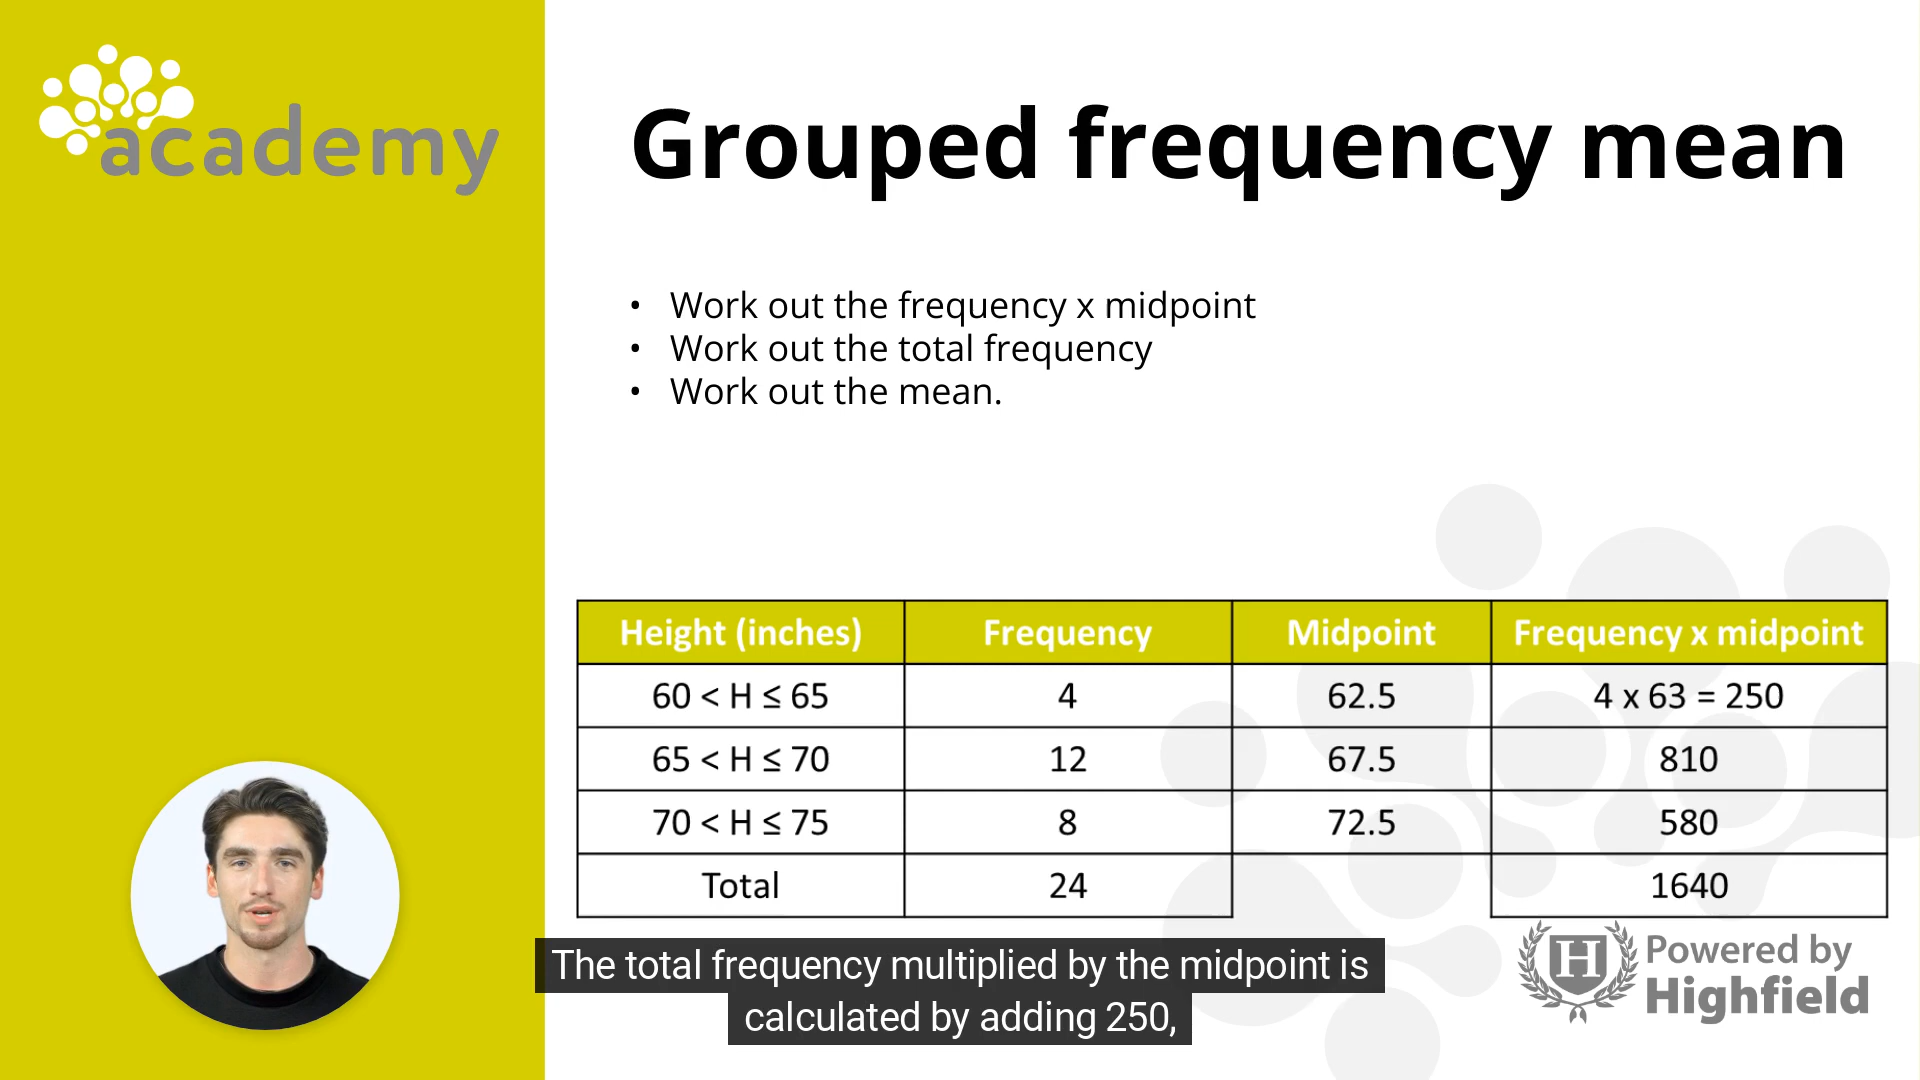 academy
Grouped frequency mean
• Work out the frequency x midpoint
• Work out the total frequency
• Work out the mean.
Height (inches) Frequency Midpoint Frequency x midpoint
60 < H ≤ 65 4 62.5 4 x 63 = 250
65 < H ≤ 70 12 67.5 810
70 < H ≤ 75 8 72.5 580
Total 24 1640
The total frequency multiplied by the midpoint is
calculated by adding 250,
H
Powered by
Highfield